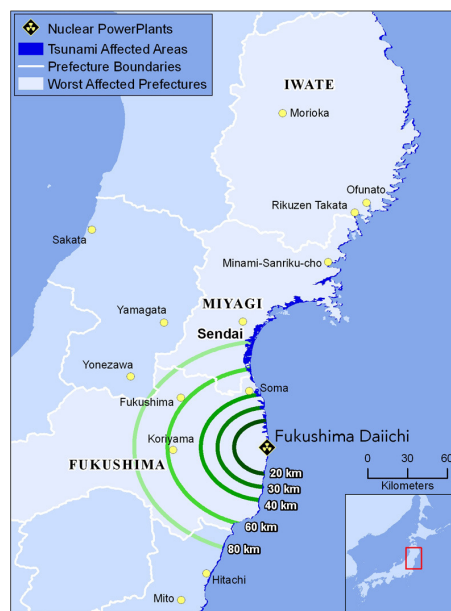 Nuclear PowerPlants
Tsunami Affected Areas
Prefecture Boundaries
Worst Affected Prefectures
IWATE
Morioka
Ofunato
Rikuzen Takata
Sakata
Minami-Sanriku-cho
MIYAGI
Yamagata
Sendai
Yonezawa
Soma
Fukushima
Fukushima Daiichi
Koriyama
FUKUSHIMA
20 km
30 km
40 km
60 km
80 km
0 30 60
Kilometers
Hitachi
Mito